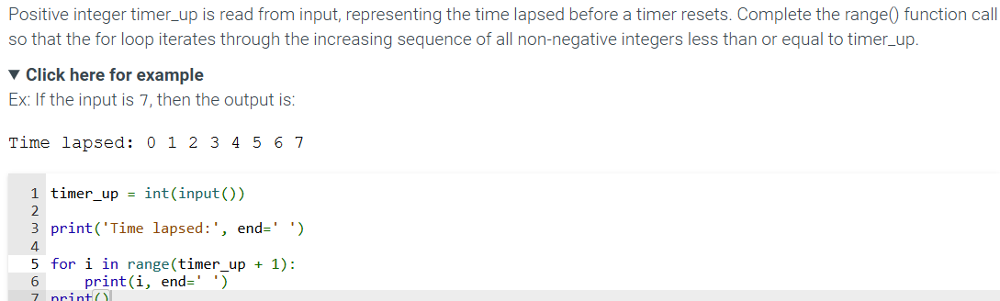 Positive integer timer_up is read from input, representing the time lapsed before a timer resets. Complete the range() function call
so that the for loop iterates through the increasing sequence of all non-negative integers less than or equal to timer_up.
▼ Click here for example
Ex: If the input is 7, then the output is:
Time lapsed: 0 1 2 3 4 5 6 7
1 timer_up = int(input())
2
3 print('Time lapsed:', end=' ')
4
5 for i in range(timer_up + 1):
6     print(i, end=' ')
7 print()